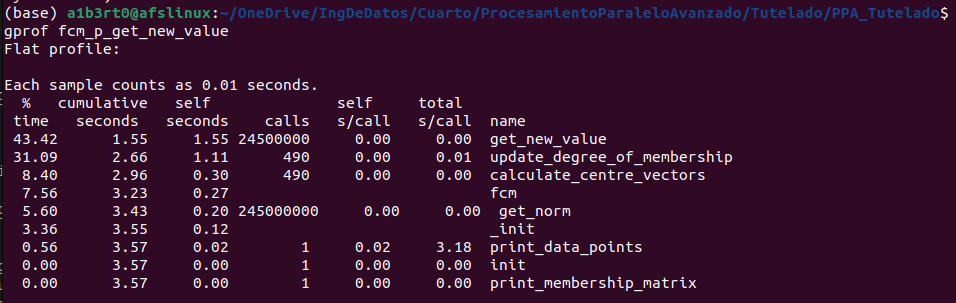 (base) a1b3rt0@afslinux:~/OneDrive/IngDeDatos/Cuarto/ProcesamientoParaleloAvanzado/Tutelado/PPA_Tutelado$
gprof fcm_p_get_new_value
Flat profile:
Each sample counts as 0.01 seconds.
  %   cumulative   self              self     total
 time   seconds   seconds    calls   s/call   s/call  name
 43.42      1.55     1.55 24500000     0.00     0.00  get_new_value
 31.09      2.66     1.11      490     0.00     0.01  update_degree_of_membership
  8.40      2.96     0.30      490     0.00     0.00  calculate_centre_vectors
  7.56      3.23     0.27                             fcm
  5.60      3.43     0.20 245000000     0.00     0.00  get_norm
  3.36      3.55     0.12                             _init
  0.56      3.57     0.02        1     0.02     3.18  print_data_points
  0.00      3.57     0.00        1     0.00     0.00  init
  0.00      3.57     0.00        1     0.00     0.00  print_membership_matrix